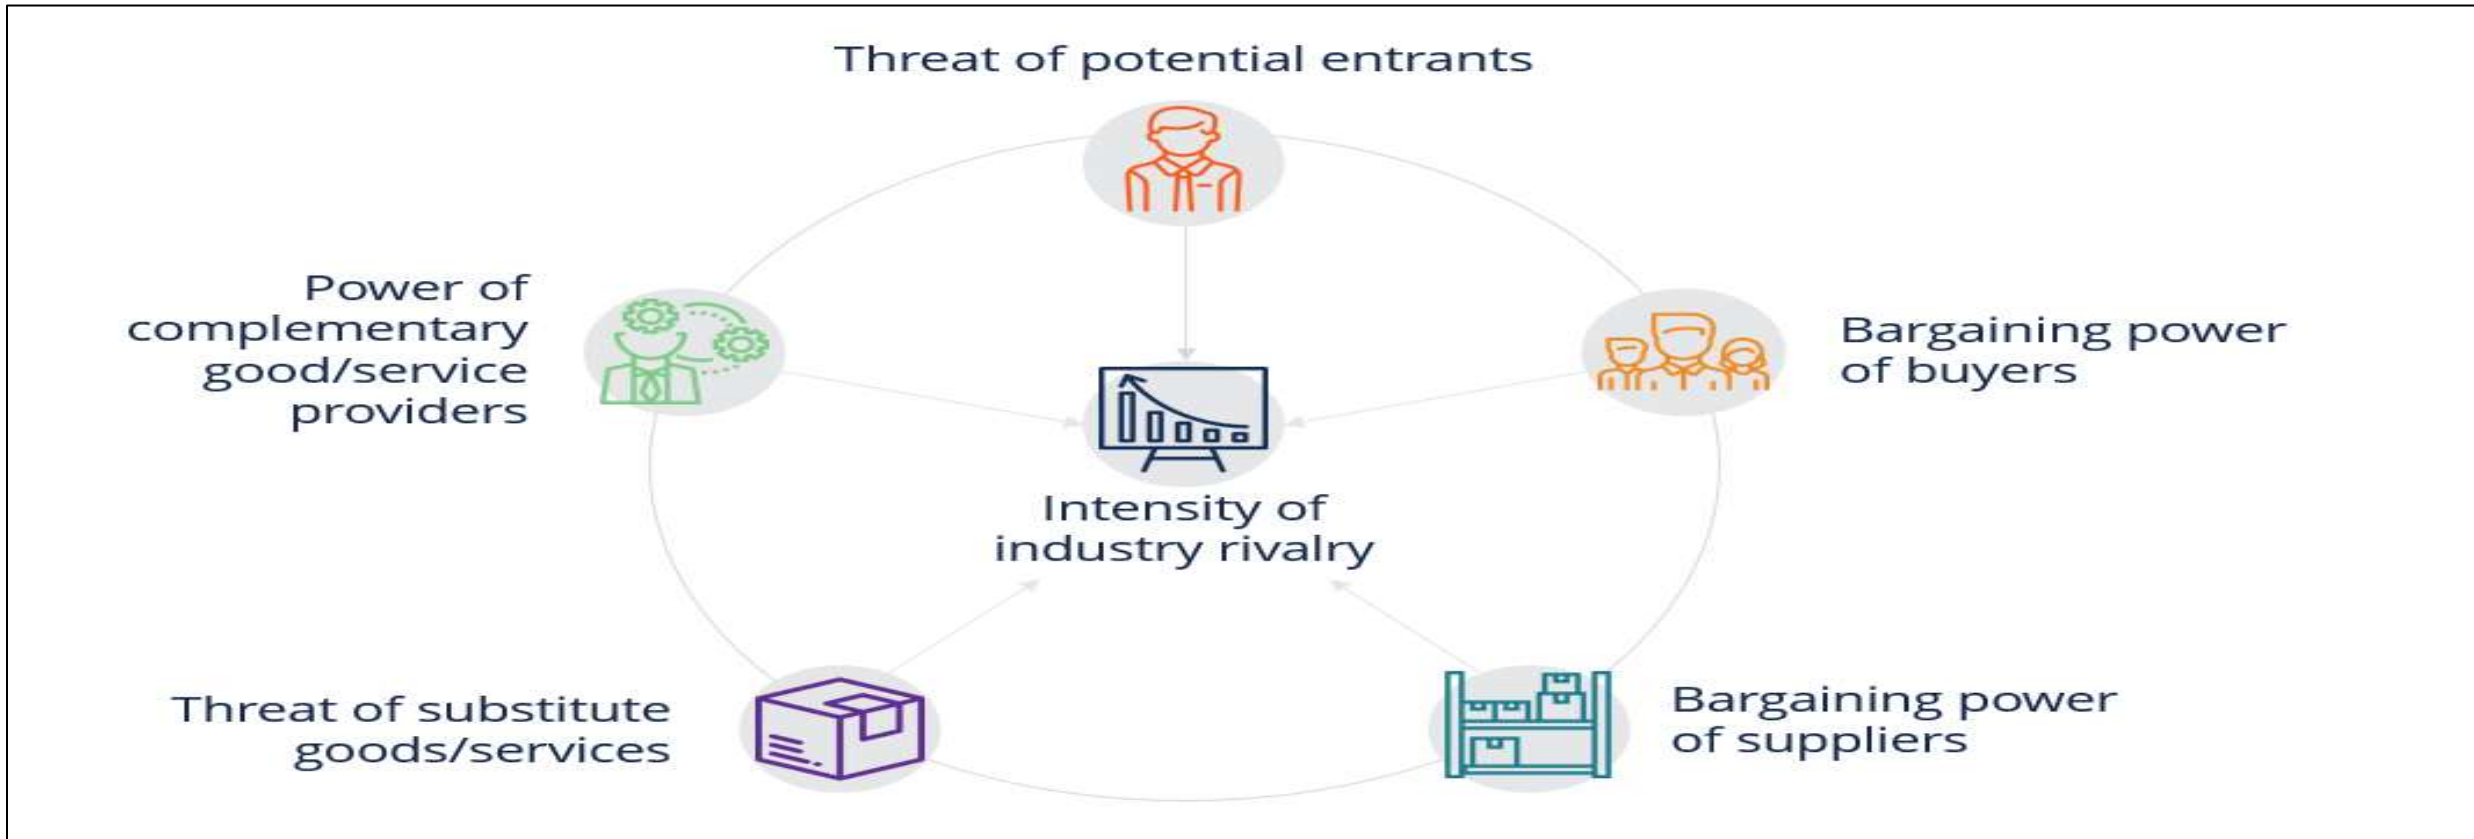 Threat of potential entrants
Power of
complementary
good/service
providers
Bargaining power
of buyers
Intensity of
industry rivalry
Threat of substitute
goods/services
Bargaining power
of suppliers